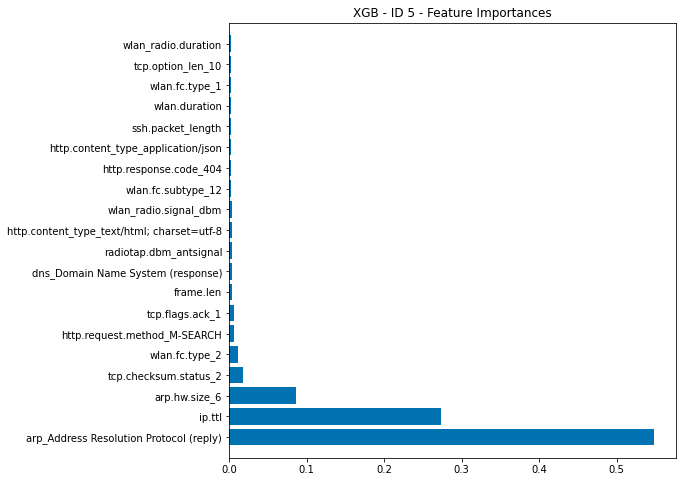 XGB - ID 5 - Feature Importances
wlan_radio.duration
tcp.option_len_10
wlan.fc.type_1
wlan.duration
ssh.packet_length
http.content_type_application/json
http.response.code_404
wlan.fc.subtype_12
wlan_radio.signal_dbm
http.content_type_text/html; charset=utf-8
radiotap.dbm_antsignal
dns_Domain Name System (response)
frame.len
tcp.flags.ack_1
http.request.method_M-SEARCH
wlan.fc.type_2
tcp.checksum.status_2
arp.hw.size_6
ip.ttl
arp_Address Resolution Protocol (reply)
0.0 0.1 0.2 0.3 0.4 0.5